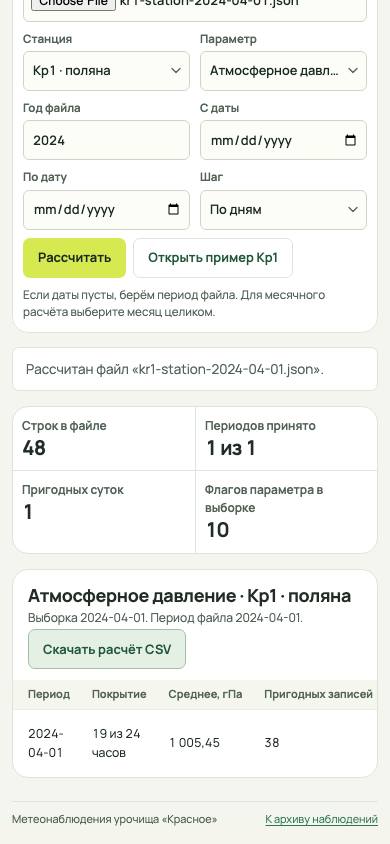 Choose File kr1-station-2024-04-01.json
Станция
Параметр
Кр1 · поляна
Атмосферное давл…
Год файла
С даты
2024
mm/dd/yyyy
По дату
Шаг
mm/dd/yyyy
По дням
Рассчитать
Открыть пример Кр1
Если даты пусты, берём период файла. Для месячного
расчёта выберите месяц целиком.
Рассчитан файл «kr1-station-2024-04-01.json».
Строк в файле
48
Периодов принято
1 из 1
Пригодных суток
1
Флагов параметра в
выборке
10
Атмосферное давление · Кр1 · поляна
Выборка 2024-04-01. Период файла 2024-04-01.
Скачать расчёт CSV
Период Покрытие Среднее, гПа Пригодных записей
2024-
04-01
19 из 24
часов
1 005,45
38
Метеонаблюдения урочища «Красное»
К архиву наблюдений